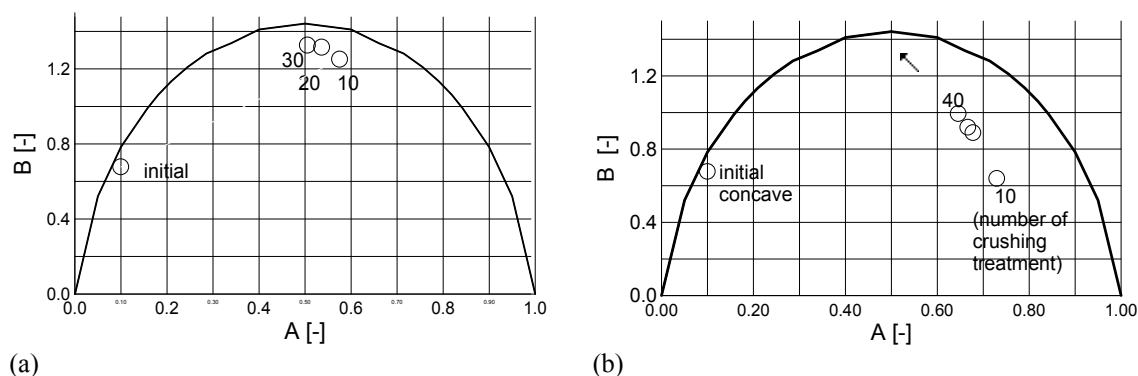 1.2
0.8
0.4
0.0
B [-]
30
20
10
initial
0.0
0.10
0.2
0.30
0.4
0.50
0.6
0.70
0.8
0.90
1.0
A [-]
(a)
1.2
0.8
0.4
0.0
B [-]
40
initial
concave
10
(number of
crushing
treatment)
0.00
0.20
0.40
0.60
0.80
1.00
A [-]
(b)